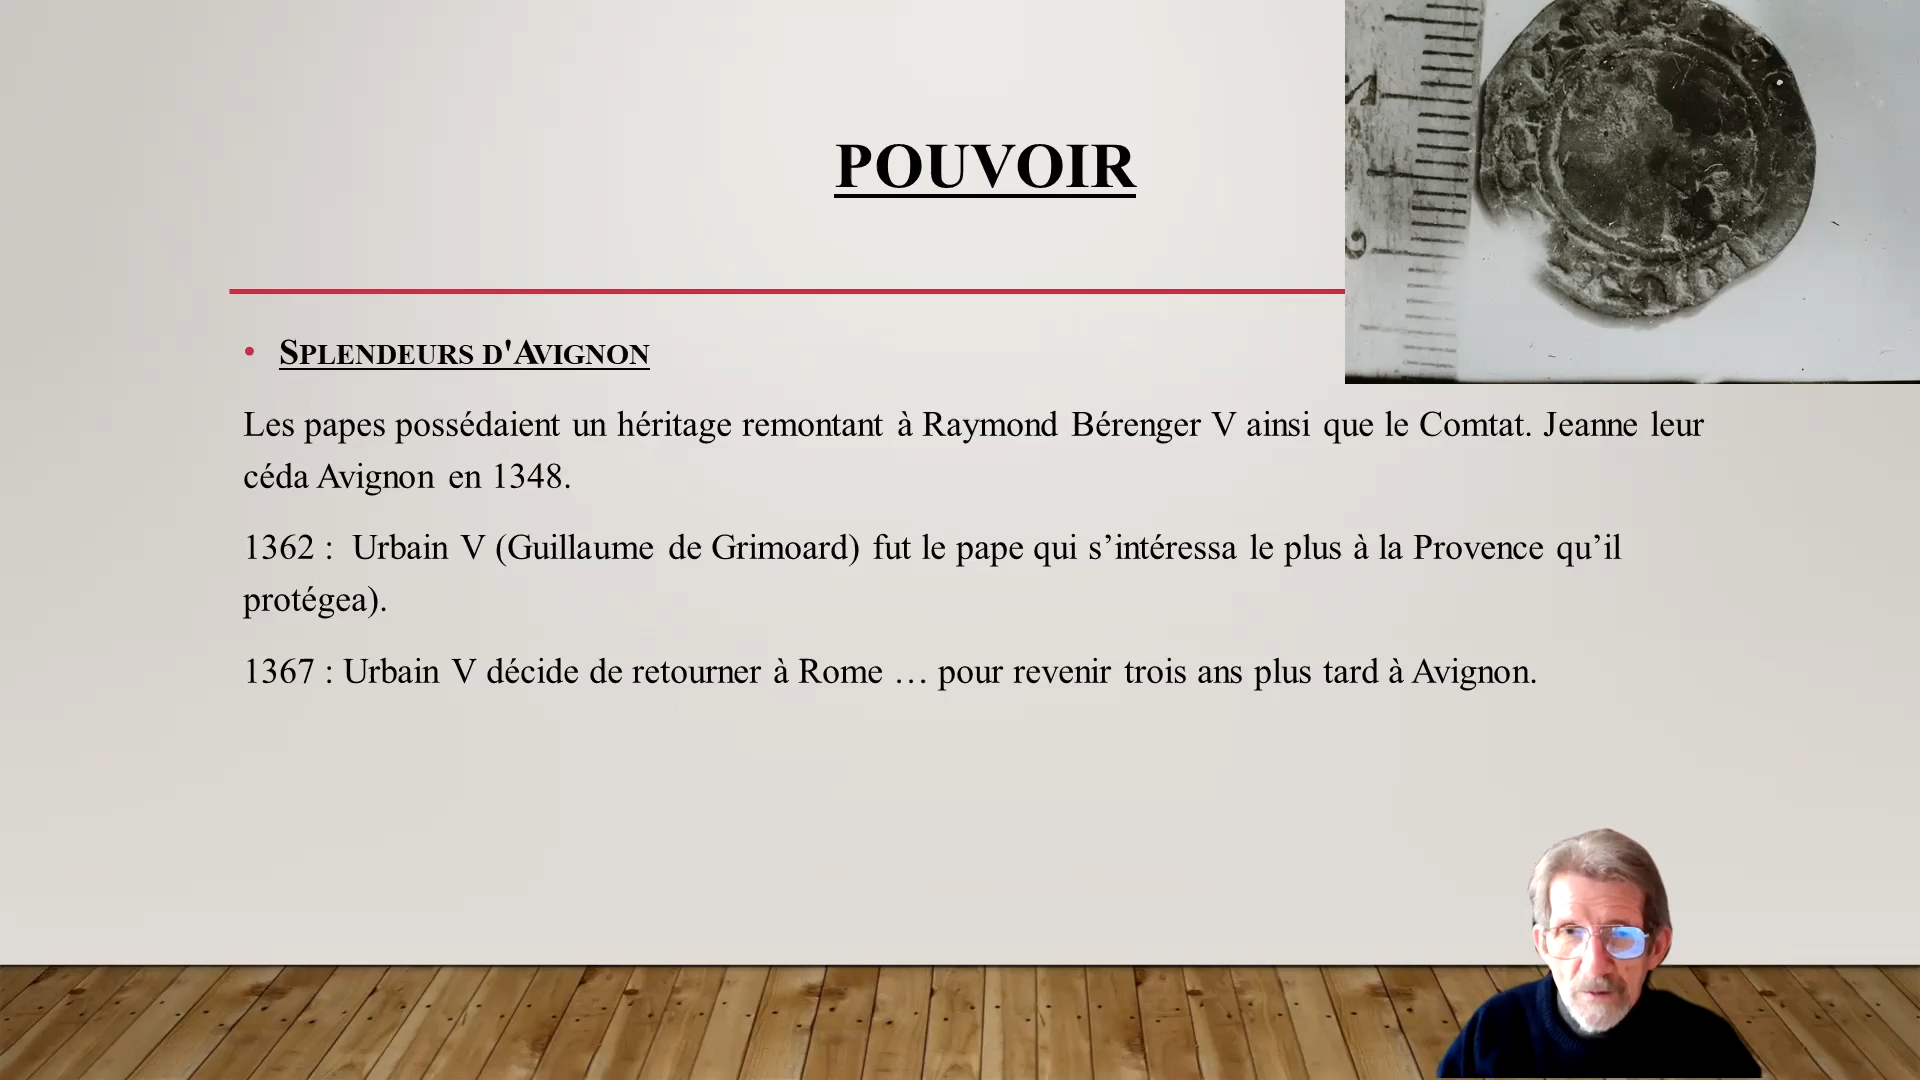 POUVOIR
• SPLENDEURS D'AVIGNON
Les papes possédaient un héritage remontant à Raymond Bérenger V ainsi que le Comtat. Jeanne leur
céda Avignon en 1348.
1362 : Urbain V (Guillaume de Grimoard) fut le pape qui s’intéressa le plus à la Provence qu’il
protégea).
1367 : Urbain V décide de retourner à Rome … pour revenir trois ans plus tard à Avignon.